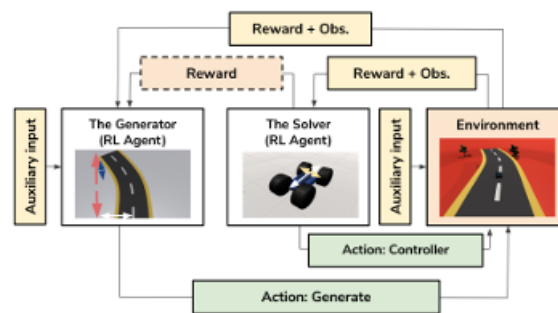 Reward + Obs.
Reward
Reward + Obs.
Auxiliary input
The Generator
(RL Agent)
The Solver
(RL Agent)
Auxiliary input
Environment
Action: Controller
Action: Generate